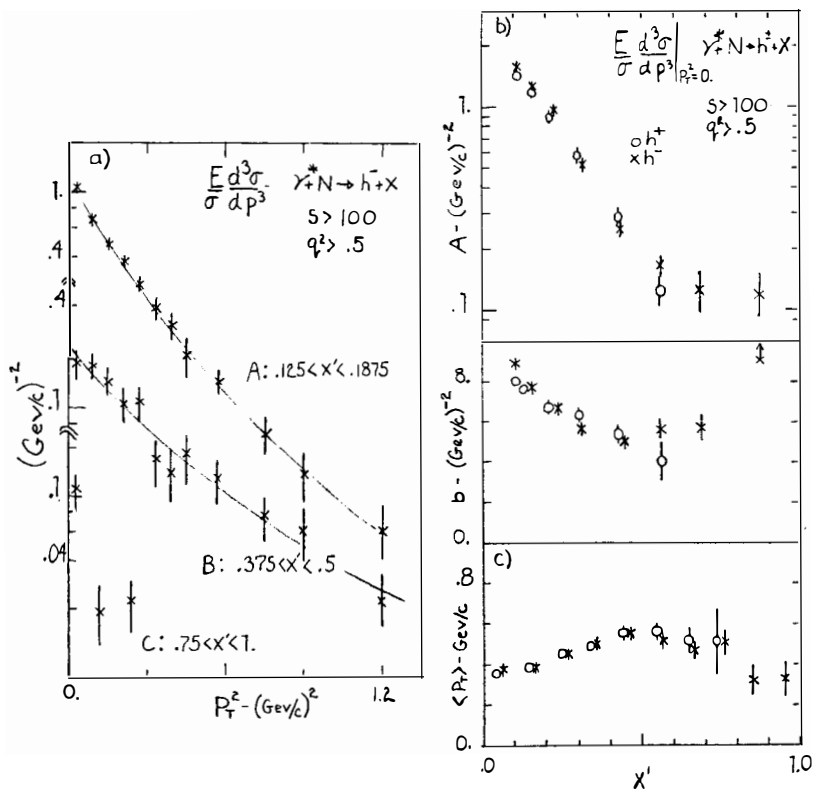 a)
E/σ d³σ/dp³ γ*+N→h⁻+X
S>100
q²>.5
1.
.4
.4
.1
.1
.04
(Gev/c)⁻²
A: .125<x'<.1875
B: .375<x'<.5
C: .75<x'<1.
0.
1.2
P_T²-(Gev/c)²
b)
E/σ d³σ/dp³|P_T²=0. γ*+N→h±+X
S>100
q²>.5
o h⁺
x h⁻
1.
.1
A-(Gev/c)⁻²
8
0.
b-(Gev/c)⁻²
c)
.8
0.
<P_T>-Gev/c
.0
1.0
X'